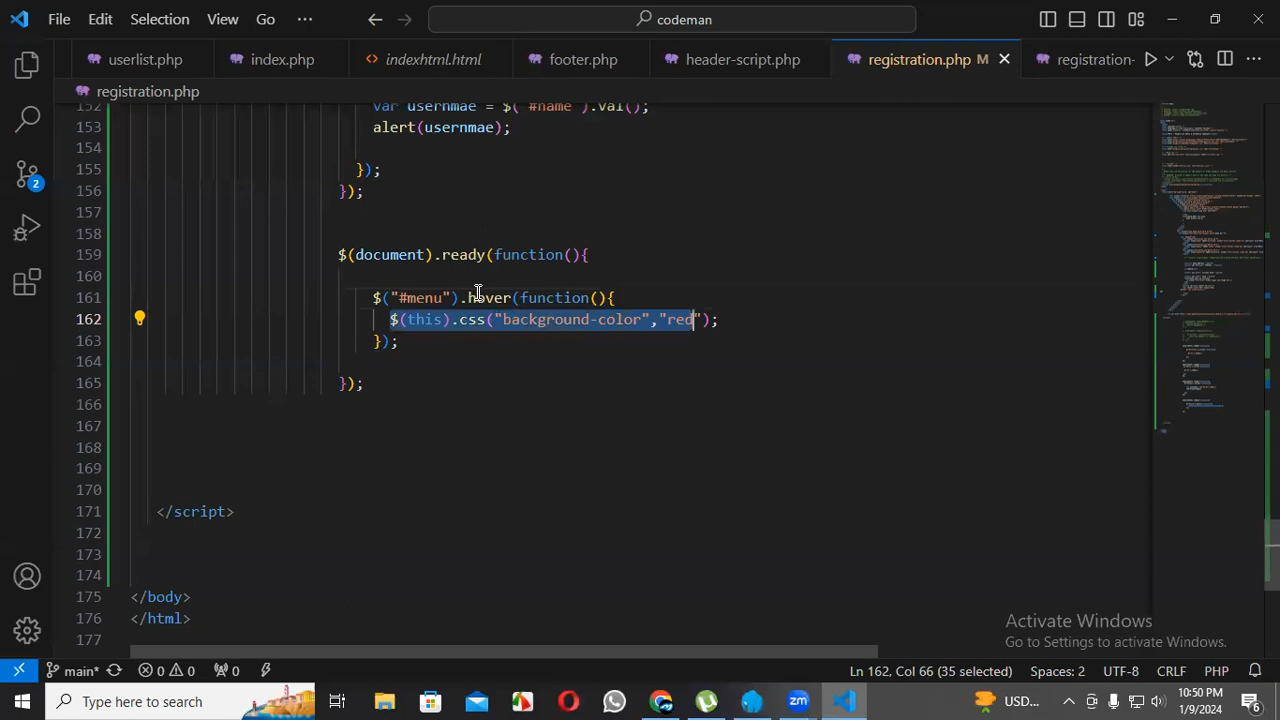 File Edit Selection View Go ··· codeman
userlist.php index.php indexhtml.html footer.php header-script.php registration.php M registration-
registration.php
152 var usernmae = $("#name").val();
153 alert(usernmae);
154
155 });
156 });
157
158
159 $(document).ready(function(){
160
161 $("#menu").hover(function(){
162 $(this).css("background-color","red");
163 });
164
165 });
166
167
168
169
170
171 </script>
172
173
174
175 </body>
176 </html>
177
2
Activate Windows
Go to Settings to activate Windows.
main* 0 0 0 Ln 162, Col 66 (35 selected) Spaces: 2 UTF-8 CRLF PHP
Type here to search zm USD... 10:50 PM
1/9/2024 6